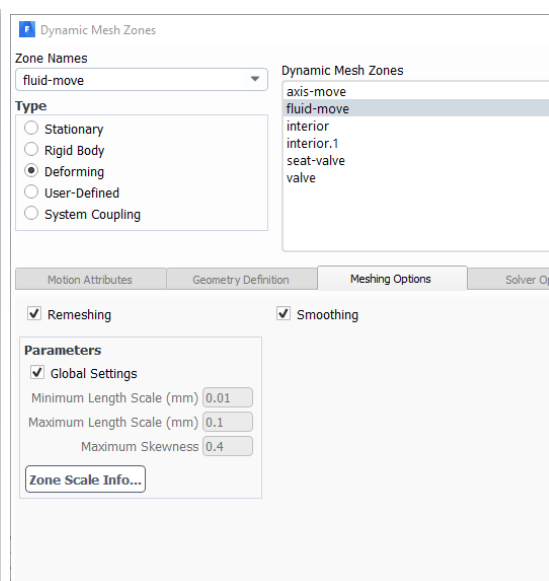 F Dynamic Mesh Zones
Zone Names
fluid-move
Type
Stationary
Rigid Body
Deforming
User-Defined
System Coupling
Dynamic Mesh Zones
axis-move
fluid-move
interior
interior.1
seat-valve
valve
Motion Attributes Geometry Definition Meshing Options Solver Op
Remeshing Smoothing
Parameters
Global Settings
Minimum Length Scale (mm) 0.01
Maximum Length Scale (mm) 0.1
Maximum Skewness 0.4
Zone Scale Info...